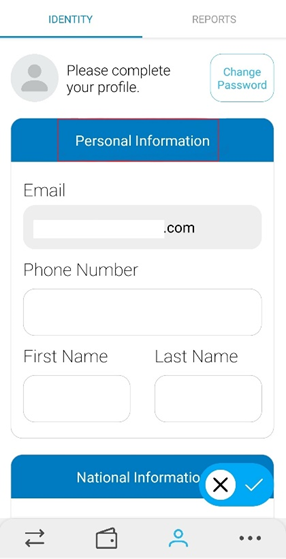 IDENTITY REPORTS
Please complete
your profile.
Change
Password
Personal Information
Email
.com
Phone Number
First Name Last Name
National Informatio